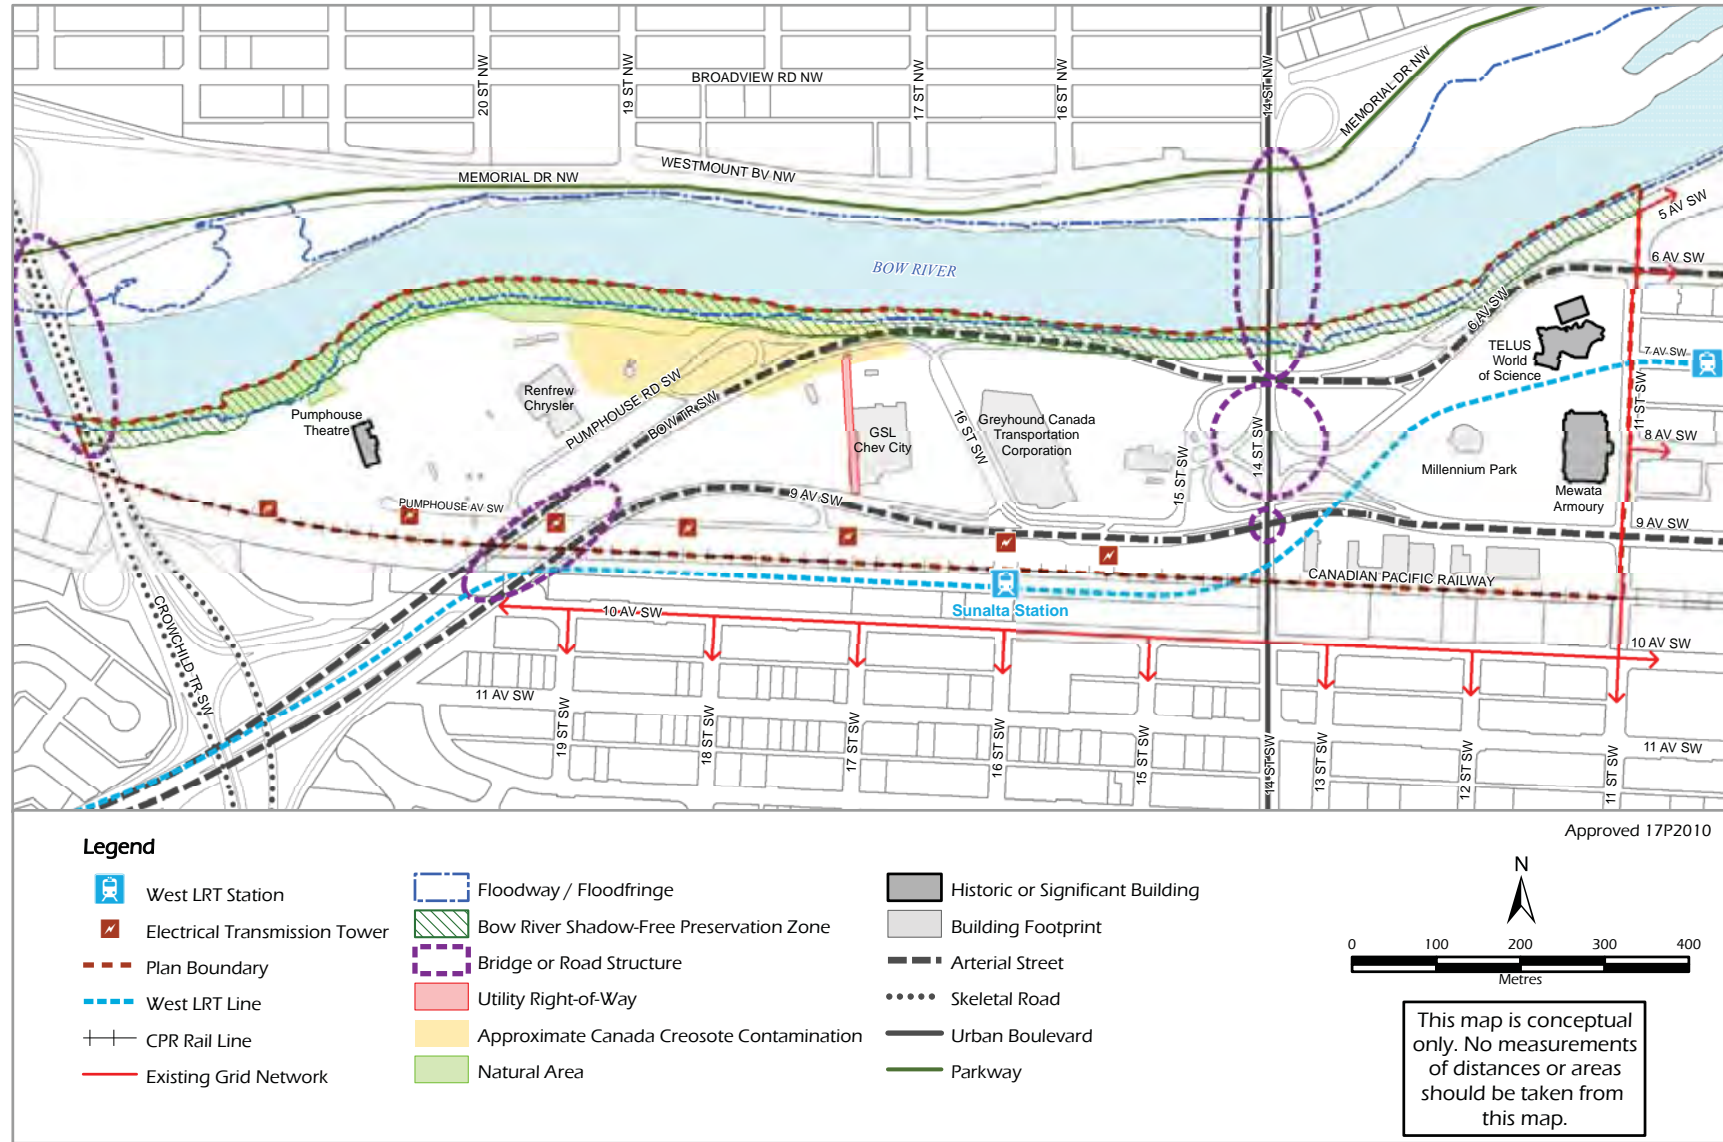 BROADVIEW RD NW
20 ST NW
19 ST NW
17 ST NW
16 ST NW
14 ST NW
MEMORIAL DR NW
WESTMOUNT BV NW
MEMORIAL DR NW
BOW RIVER
5 AV SW
6 AV SW
6 AV SW
TELUS
World
of Science
7 AV SW
11 ST SW
8 AV SW
Millennium Park
Mewata
Armoury
9 AV SW
Pumphouse
Theatre
Renfrew
Chrysler
PUMPHOUSE RD SW
BOW TR SW
GSL
Chev City
16 ST SW
Greyhound Canada
Transportation
Corporation
15 ST SW
14 ST SW
PUMPHOUSE AV SW
9 AV SW
CANADIAN PACIFIC RAILWAY
Sunalta Station
CROWCHILD TR SW
10 AV SW
10 AV SW
11 AV SW
11 AV SW
19 ST SW
18 ST SW
17 ST SW
16 ST SW
15 ST SW
14 ST SW
13 ST SW
12 ST SW
11 ST SW
Approved 17P2010
Legend
West LRT Station
Electrical Transmission Tower
Plan Boundary
West LRT Line
CPR Rail Line
Existing Grid Network
Floodway / Floodfringe
Bow River Shadow-Free Preservation Zone
Bridge or Road Structure
Utility Right-of-Way
Approximate Canada Creosote Contamination
Natural Area
Historic or Significant Building
Building Footprint
Arterial Street
Skeletal Road
Urban Boulevard
Parkway
N
0 100 200 300 400
Metres
This map is conceptual
only. No measurements
of distances or areas
should be taken from
this map.